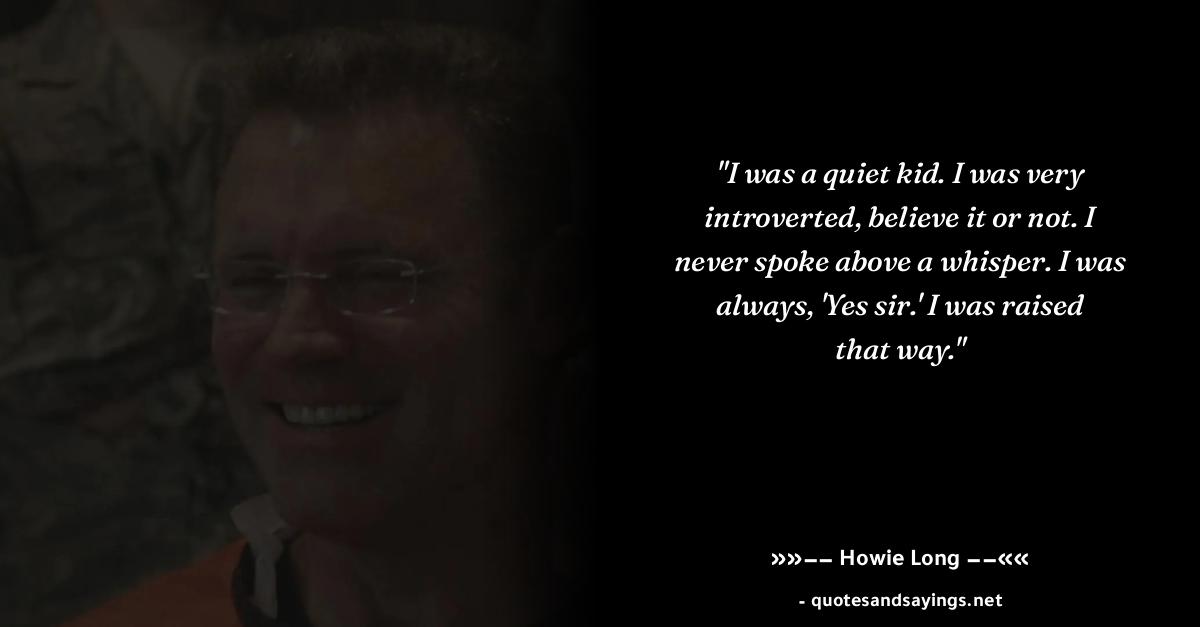 "I was a quiet kid. I was very
introverted, believe it or not. I
never spoke above a whisper. I was
always, 'Yes sir.' I was raised
that way."
»»–– Howie Long ––««
- quotesandsayings.net